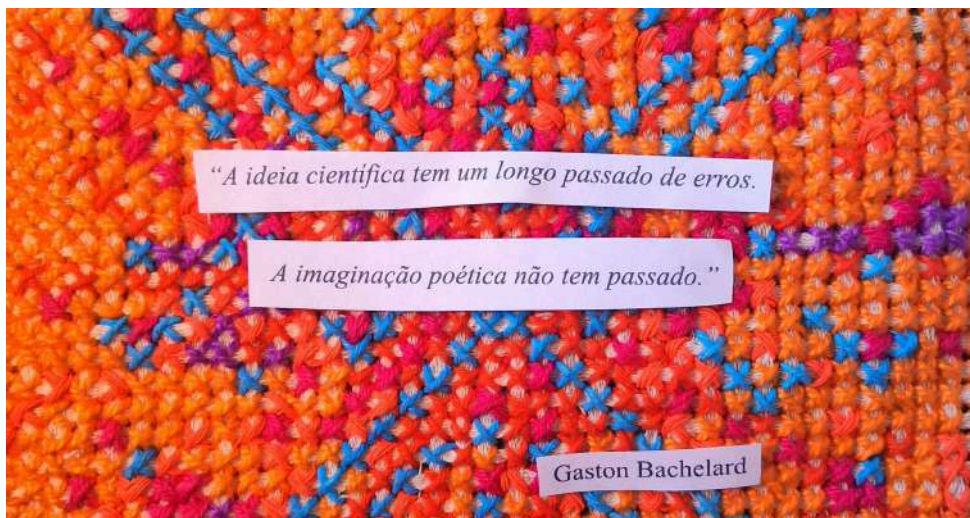 “A ideia científica tem um longo passado de erros.
A imaginação poética não tem passado.”
Gaston Bachelard